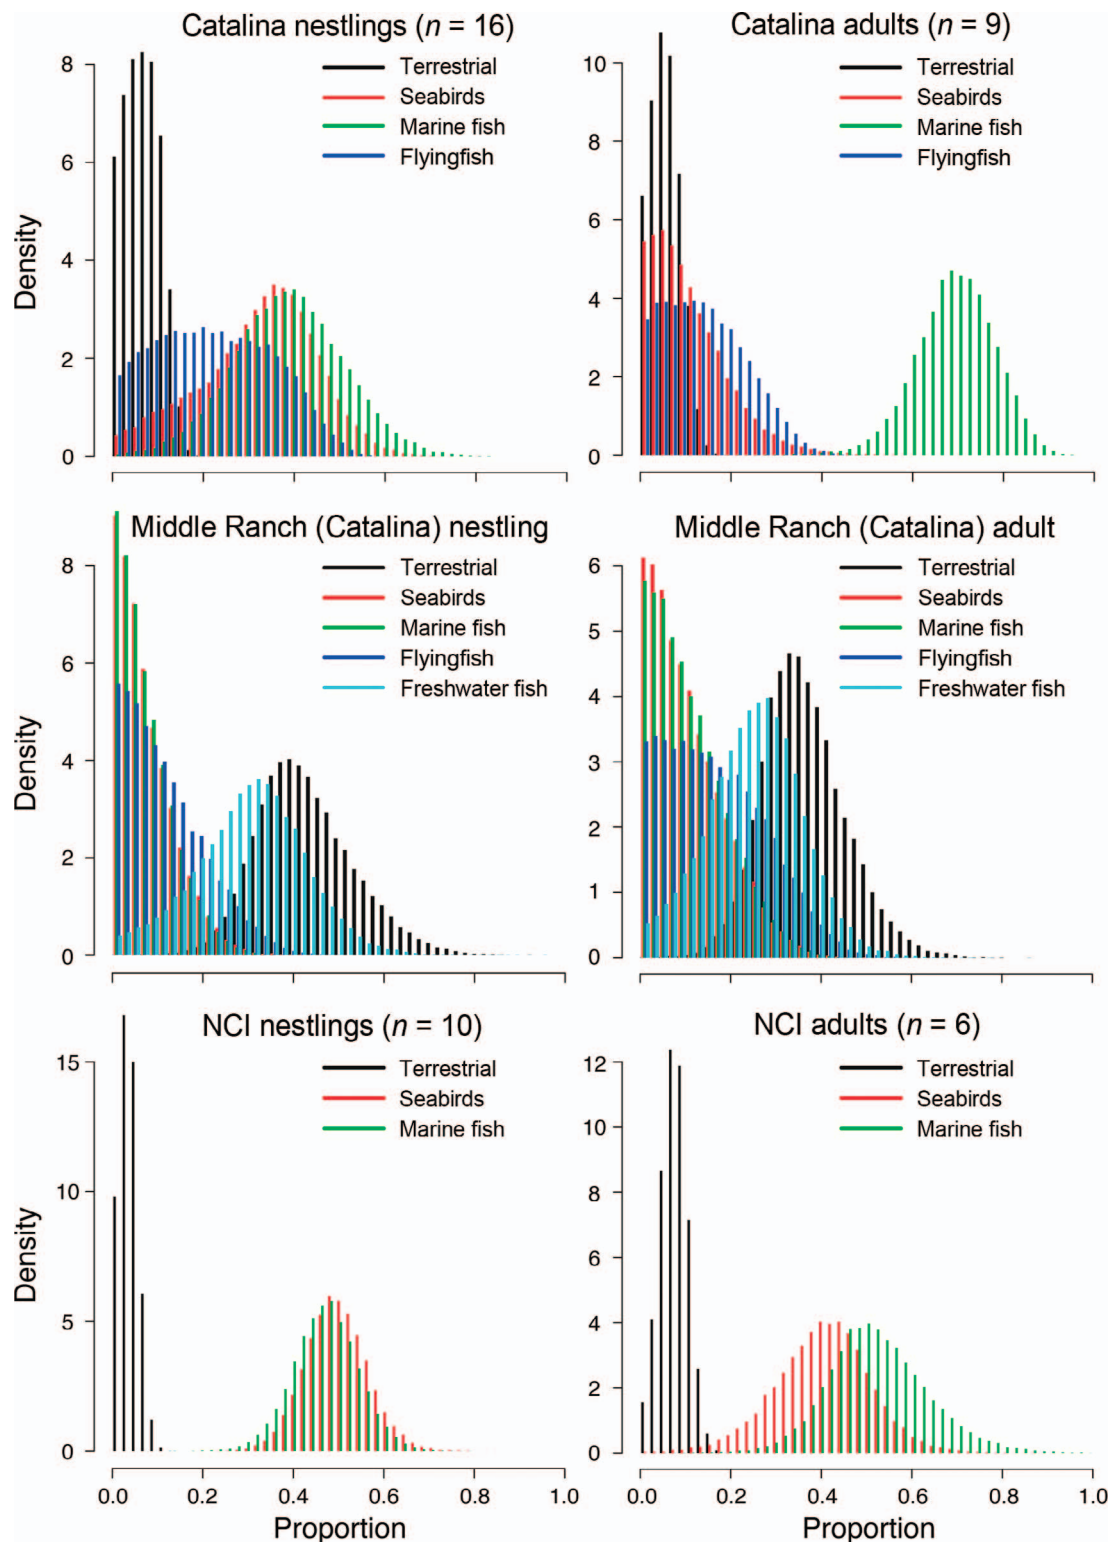 Catalina nestlings (n = 16)
Terrestrial
Seabirds
Marine fish
Flyingfish
8
6
4
2
0
Density
Catalina adults (n = 9)
Terrestrial
Seabirds
Marine fish
Flyingfish
10
8
6
4
2
0
Middle Ranch (Catalina) nestling
Terrestrial
Seabirds
Marine fish
Flyingfish
Freshwater fish
8
6
4
2
0
Density
Middle Ranch (Catalina) adult
Terrestrial
Seabirds
Marine fish
Flyingfish
Freshwater fish
6
5
4
3
2
1
0
NCI nestlings (n = 10)
Terrestrial
Seabirds
Marine fish
15
10
5
0
Density
0.0 0.2 0.4 0.6 0.8 1.0
Proportion
NCI adults (n = 6)
Terrestrial
Seabirds
Marine fish
12
10
8
6
4
2
0
0.0 0.2 0.4 0.6 0.8 1.0
Proportion